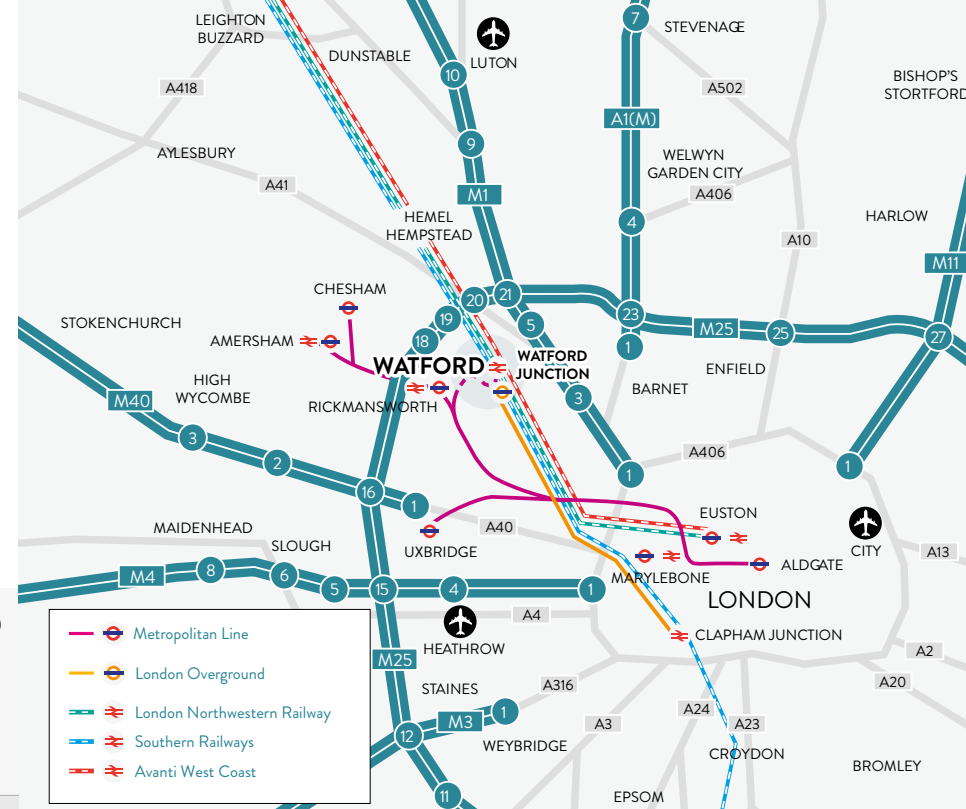 7
LEIGHTON
BUZZARD
STEVENAGE
DUNSTABLE
LUTON
10
BISHOP'S
STORTFORD
A418
A502
A1(M)
9
AYLESBURY
WELWYN
GARDEN CITY
A41
M1
A406
4
HARLOW
HEMEL
HEMPSTEAD
A10
M11
CHESHAM
20
21
19
23
STOKENCHURCH
5
M25
25
27
AMERSHAM
18
1
WATFORD
WATFORD
JUNCTION
ENFIELD
HIGH
WYCOMBE
BARNET
M40
RICKMANSWORTH
3
3
A406
2
1
1
16
1
EUSTON
MAIDENHEAD
A40
SLOUGH
UXBRIDGE
CITY
A13
M4
8
6
5
15
4
1
MARYLEBONE
ALDGATE
LONDON
A4
HEATHROW
CLAPHAM JUNCTION
Metropolitan Line
London Overground
London Northwestern Railway
Southern Railways
Avanti West Coast
M25
A2
STAINES
A316
A20
M3
1
A24
A3
A23
12
WEYBRIDGE
CROYDON
BROMLEY
11
EPSOM